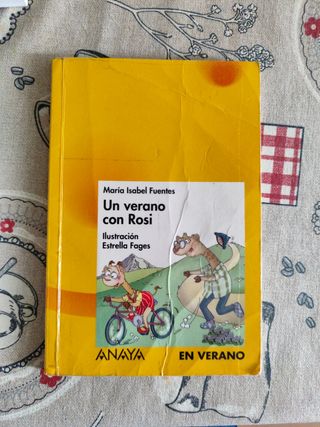 María Isabel Fuentes
Un verano
con Rosi
Ilustración
Estrella Fages
ANAYA
EN VERANO